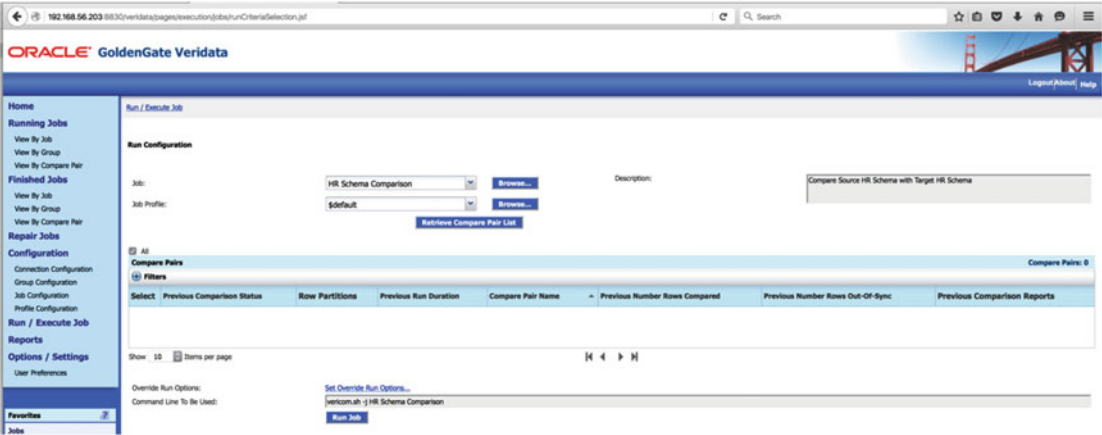 192.168.56.203:8830/veridata/pages/execution/jobs/runCriteriaSelection.jsf
Search
ORACLE GoldenGate Veridata
Logout About Help
Home
Running Jobs
View By Job
View By Group
View By Compare Pair
Finished Jobs
View By Job
View By Group
View By Compare Pair
Repair Jobs
Configuration
Connection Configuration
Group Configuration
Job Configuration
Profile Configuration
Run / Execute Job
Reports
Options / Settings
User Preferences
Favorites
Jobs
Run / Execute Job
Run Configuration
Job: HR Schema Comparison Browse... Description: Compare Source HR Schema with Target HR Schema
Job Profile: $default Browse...
Retrieve Compare Pair List
All
Compare Pairs Compare Pairs: 0
Filters
Select Previous Comparison Status Row Partitions Previous Run Duration Compare Pair Name Previous Number Rows Compared Previous Number Rows Out-Of-Sync Previous Comparison Reports
Show 10 Items per page
Override Run Options: Set Override Run Options...
Command Line To Be Used: vericom.sh -j HR Schema Comparison
Run Job